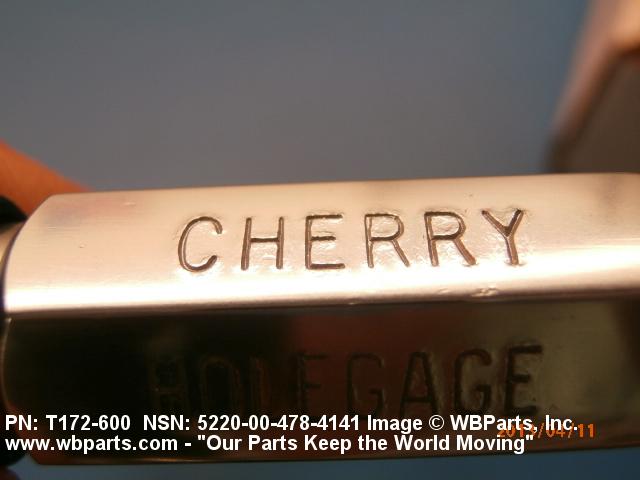 CHERRY
HOLEGAGE
PN: T172-600 NSN: 5220-00-478-4141 Image © WBParts, Inc.
2017/04/11
www.wbparts.com - "Our Parts Keep the World Moving"